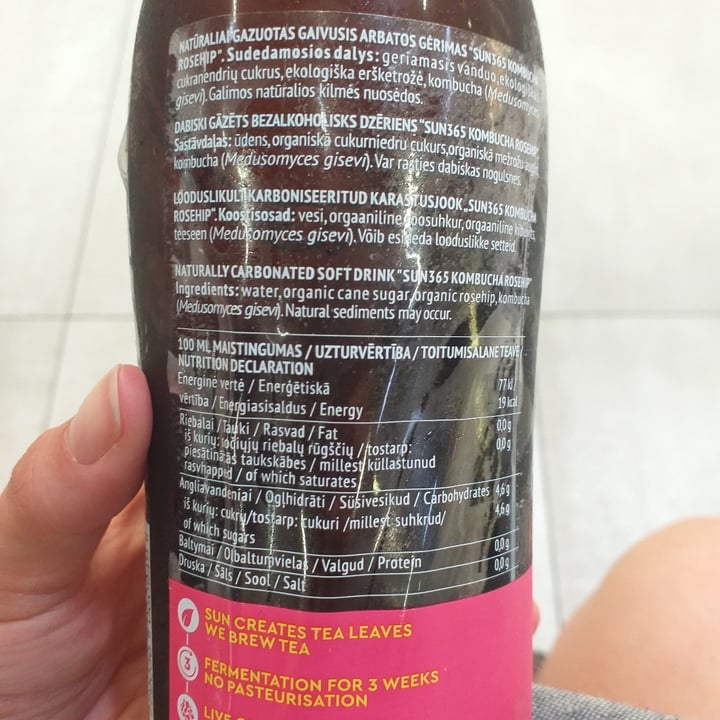 NATŪRALIAI GAZUOTAS GAIVUSIS ARBATOS GĖRIMAS "SUN365 KOMBUCHA
ROSEHIP". Sudedamosios dalys: geriamasis vanduo, ekologiškas
cukranendrių cukrus, ekologiška erškėtrožė, kombucha (Medusomyces
gisevi). Galimos natūralios kilmės nuosėdos.
DABISKI GĀZĒTS BEZALKOHOLISKS DZĒRIENS "SUN365 KOMBUCHA ROSEHIP"
Sastāvdaļas: ūdens, organiskā cukurniedru cukurs, organiskā mežrožu
kombucha (Medusomyces gisevi). Var rasties dabiskas nogulsnes.
LOODUSLIKULT KARBONISEERITUD KARASTUSJOOK „SUN365 KOMBUCHA
ROSEHIP". Koostisosad: vesi, orgaaniline roosuhkur, orgaaniline kibuvits,
teeseen (Medusomyces gisevi). Võib esineda looduslikke setteid.
NATURALLY CARBONATED SOFT DRINK "SUN365 KOMBUCHA ROSEHIP"
Ingredients: water, organic cane sugar, organic rosehip, kombucha
(Medusomyces gisevi). Natural sediments may occur.
100 ML MAISTINGUMAS / UZTURVĒRTĪBA / TOITUMISALANE TEAVE/
NUTRITION DECLARATION
Energinė vertė / Enerģētiskā 77 kJ/
vērtība / Energiasisaldus / Energy 19 kcal
Riebalai / Tauki / Rasvad / Fat 0,0 g
iš kurių: sočiųjų riebalų rūgščių / tostarp: 0,0 g
piesātinātās taukskābes / millest küllastunud
rasvhappid / of which saturates
Angliavandeniai / Ogļhidrāti / Süsivesikud / Carbohydrates 4,6 g
iš kurių: cukrų/tostarp: cukuri /millest suhkrud/ 4,6 g
of which sugars
Baltymai / Olbaltumvielas / Valgud / Protein 0,0 g
Druska / Sāls / Sool / Salt 0,0 g
SUN CREATES TEA LEAVES
WE BREW TEA
3 FERMENTATION FOR 3 WEEKS
NO PASTEURISATION
LIVE